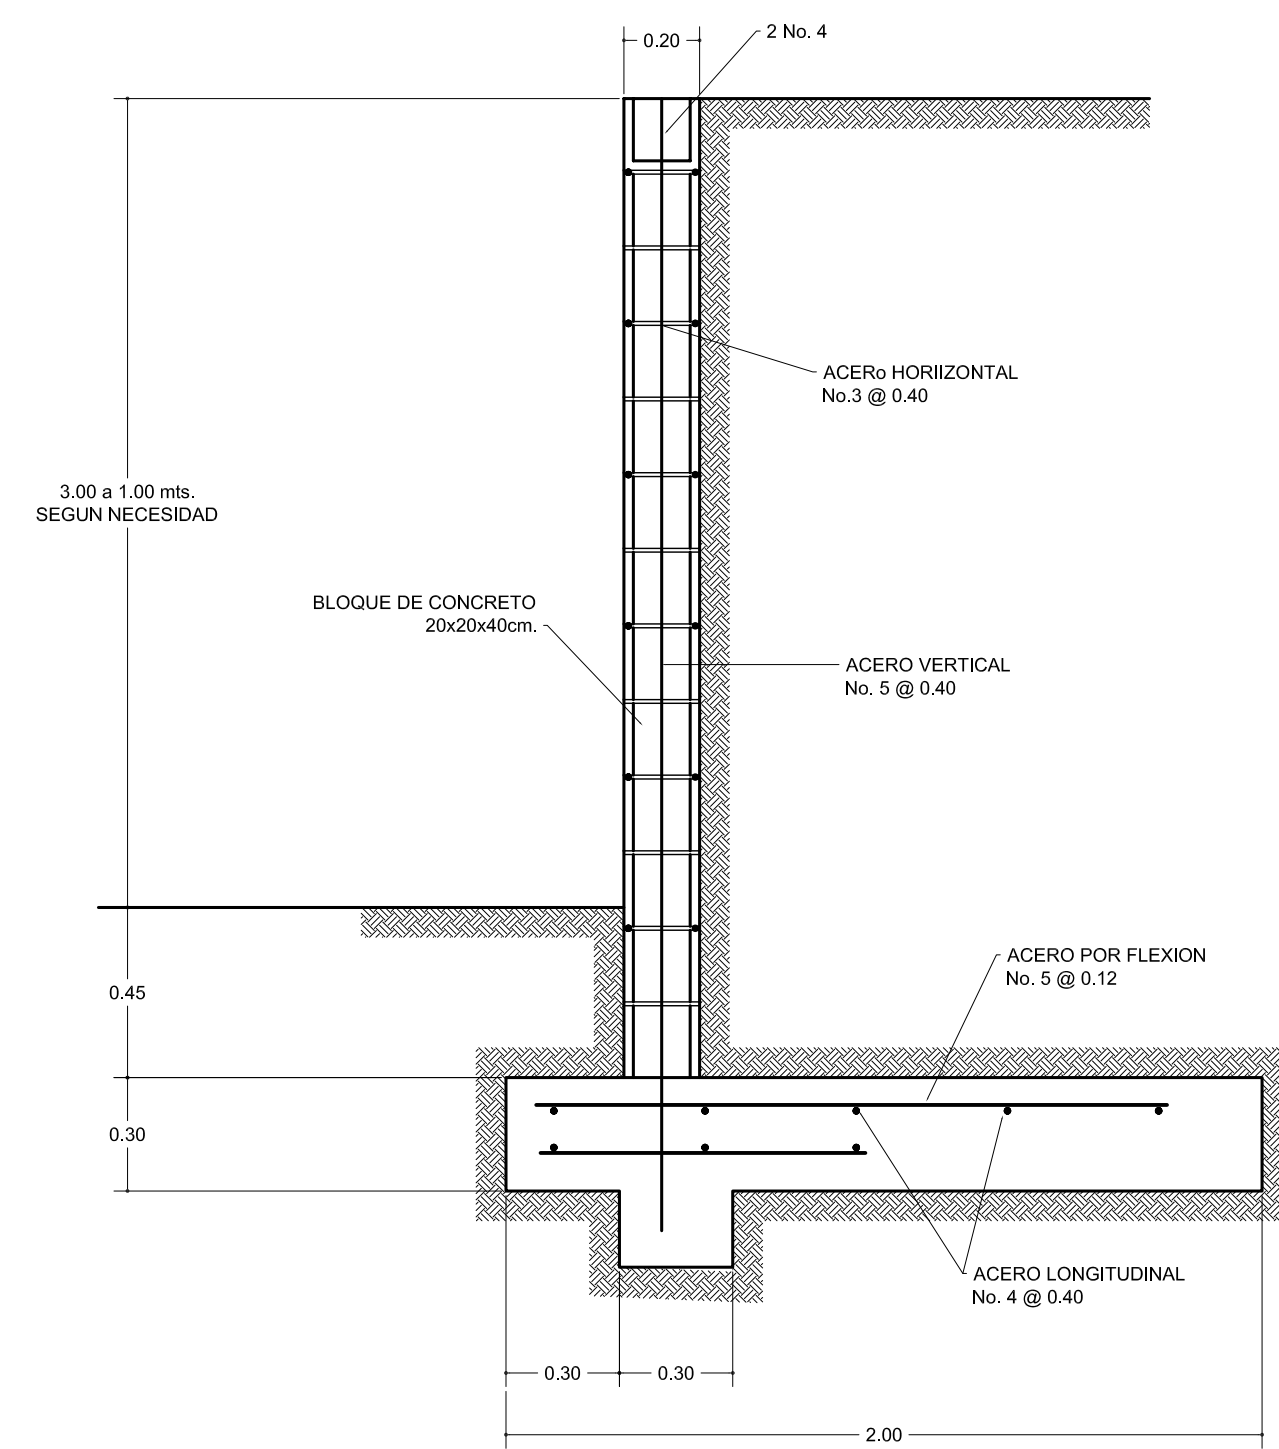 0.20
2 No. 4
ACERo HORIIZONTAL
No.3 @ 0.40
3.00 a 1.00 mts.
SEGUN NECESIDAD
BLOQUE DE CONCRETO
20x20x40cm.
ACERO VERTICAL
No. 5 @ 0.40
ACERO POR FLEXION
No. 5 @ 0.12
0.45
0.30
ACERO LONGITUDINAL
No. 4 @ 0.40
0.30
0.30
2.00